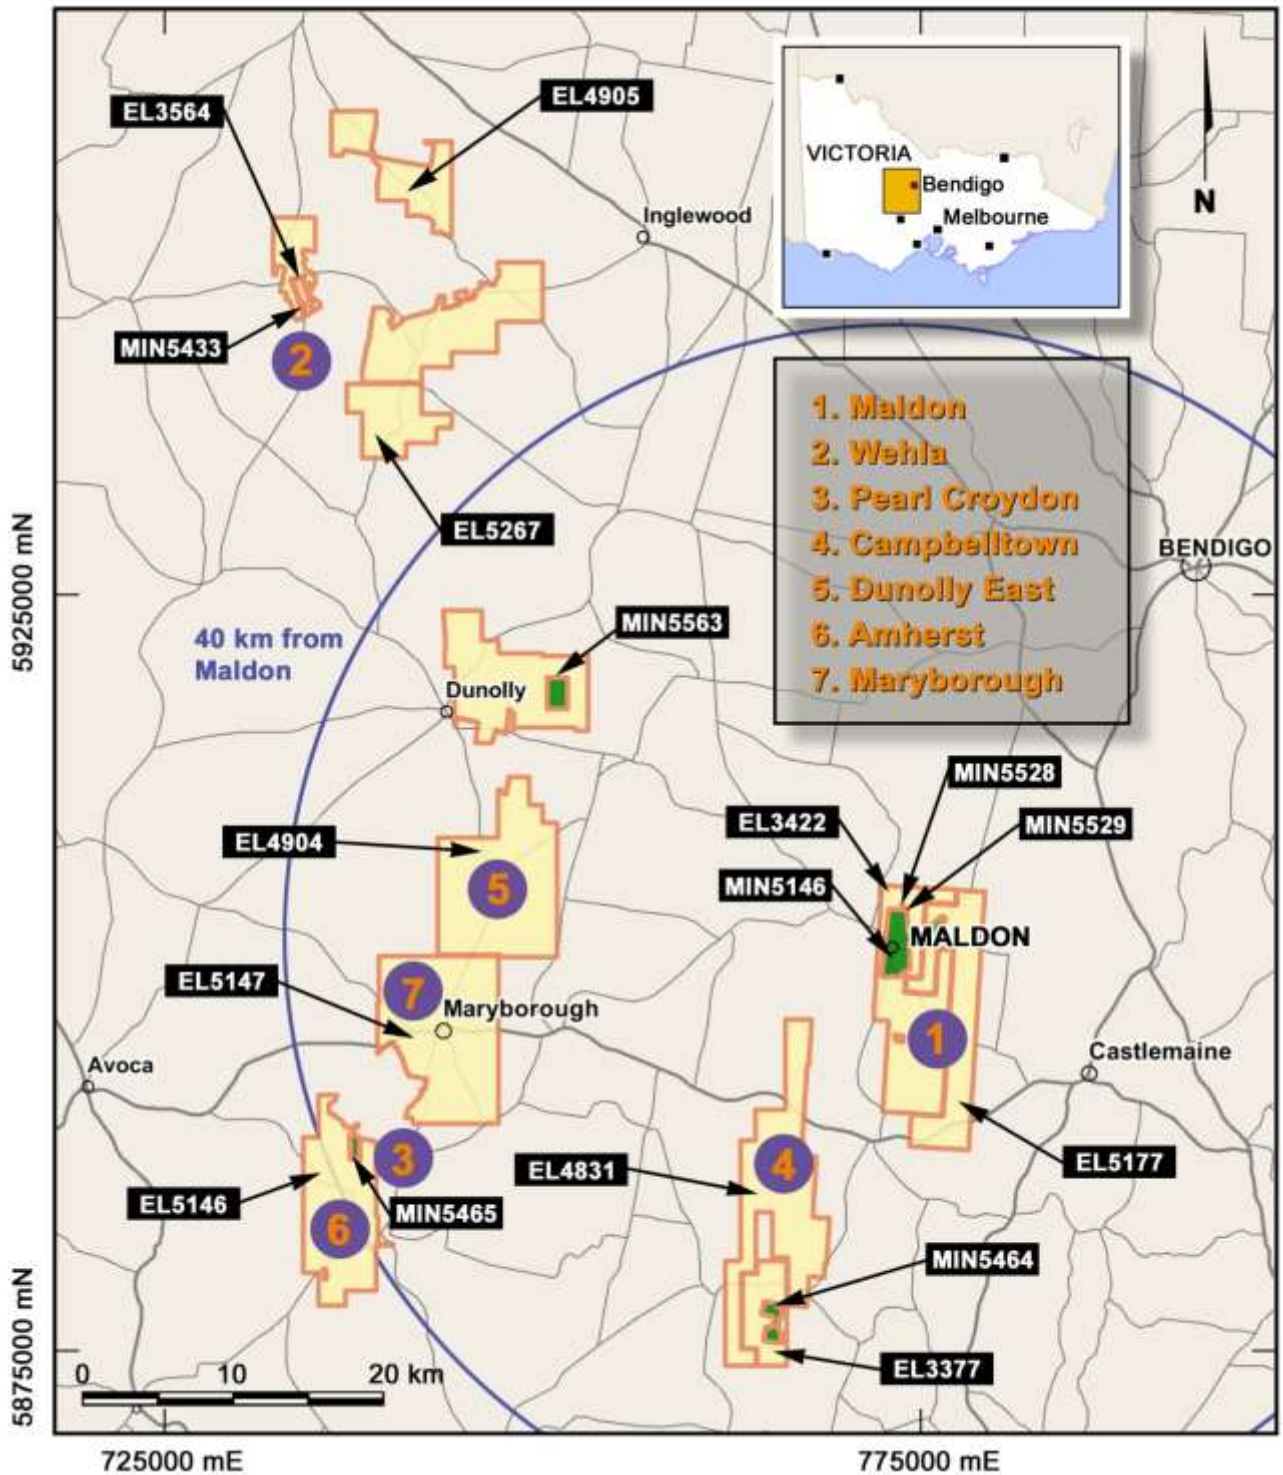 EL3564
EL4905
VICTORIA
Bendigo
Melbourne
N
Inglewood
MIN5433
2
1. Maldon
2. Wehla
3. Pearl Croydon
4. Campbelltown
5. Dunolly East
6. Amherst
7. Maryborough
EL5267
BENDIGO
5925000 mN
40 km from
Maldon
MIN5563
Dunolly
MIN5528
EL3422
MIN5529
EL4904
MIN5146
5
MALDON
EL5147
7
Maryborough
1
Avoca
Castlemaine
3
EL4831
4
EL5177
EL5146
MIN5465
6
MIN5464
5875000 mN
0 10 20 km
EL3377
725000 mE
775000 mE